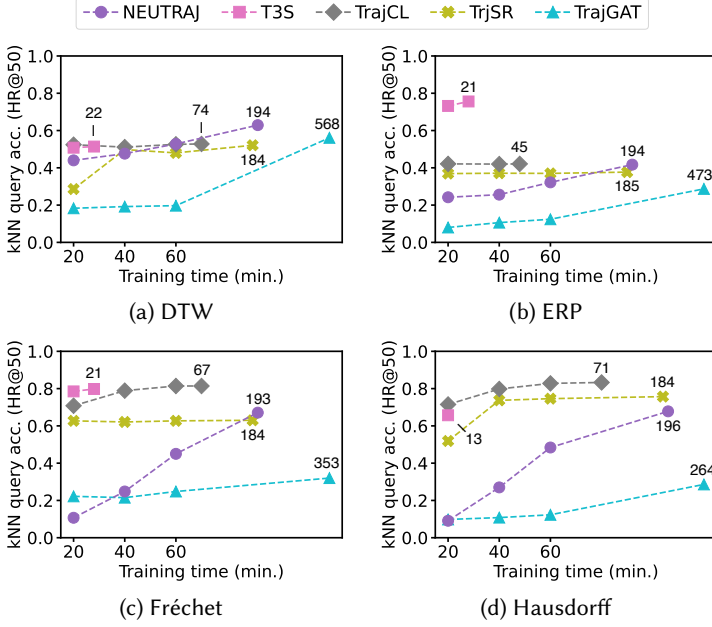 NEUTRAJ T3S TrajCL TrjSR TrajGAT
1.0
0.8
0.6
0.4
0.2
0.0
kNN query acc. (HR@50)
22
74
194
184
568
20 40 60
Training time (min.)
(a) DTW
1.0
0.8
0.6
0.4
0.2
0.0
kNN query acc. (HR@50)
21
45
194
185
473
20 40 60
Training time (min.)
(b) ERP
1.0
0.8
0.6
0.4
0.2
0.0
kNN query acc. (HR@50)
21
67
193
184
353
20 40 60
Training time (min.)
(c) Fréchet
1.0
0.8
0.6
0.4
0.2
0.0
kNN query acc. (HR@50)
13
71
184
196
264
20 40 60
Training time (min.)
(d) Hausdorff